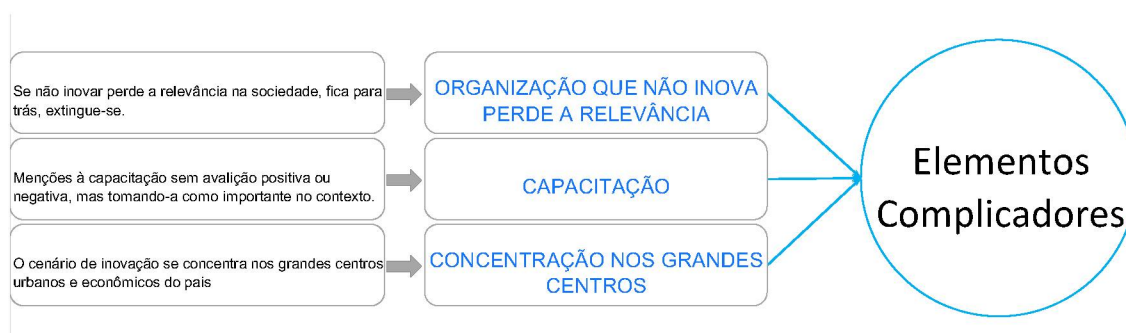 Se não inovar perde a relevância na sociedade, fica para
trás, extingue-se.
ORGANIZAÇÃO QUE NÃO INOVA
PERDE A RELEVÂNCIA
Menções à capacitação sem avalição positiva ou
negativa, mas tomando-a como importante no contexto.
CAPACITAÇÃO
O cenário de inovação se concentra nos grandes centros
urbanos e econômicos do pais
CONCENTRAÇÃO NOS GRANDES
CENTROS
Elementos
Complicadores